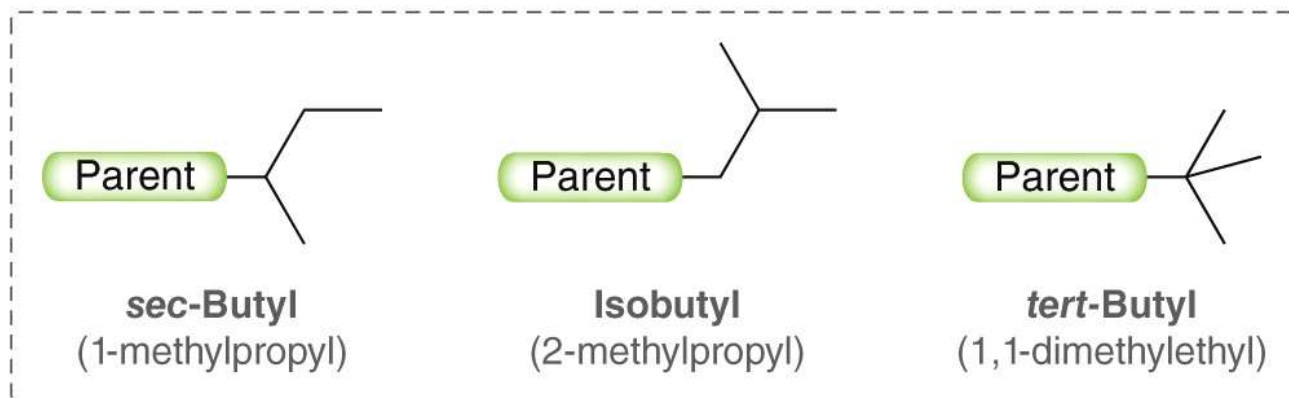 Parent
Parent
Parent
sec-Butyl
Isobutyl
tert-Butyl
(1-methylpropyl)
(2-methylpropyl)
(1,1-dimethylethyl)